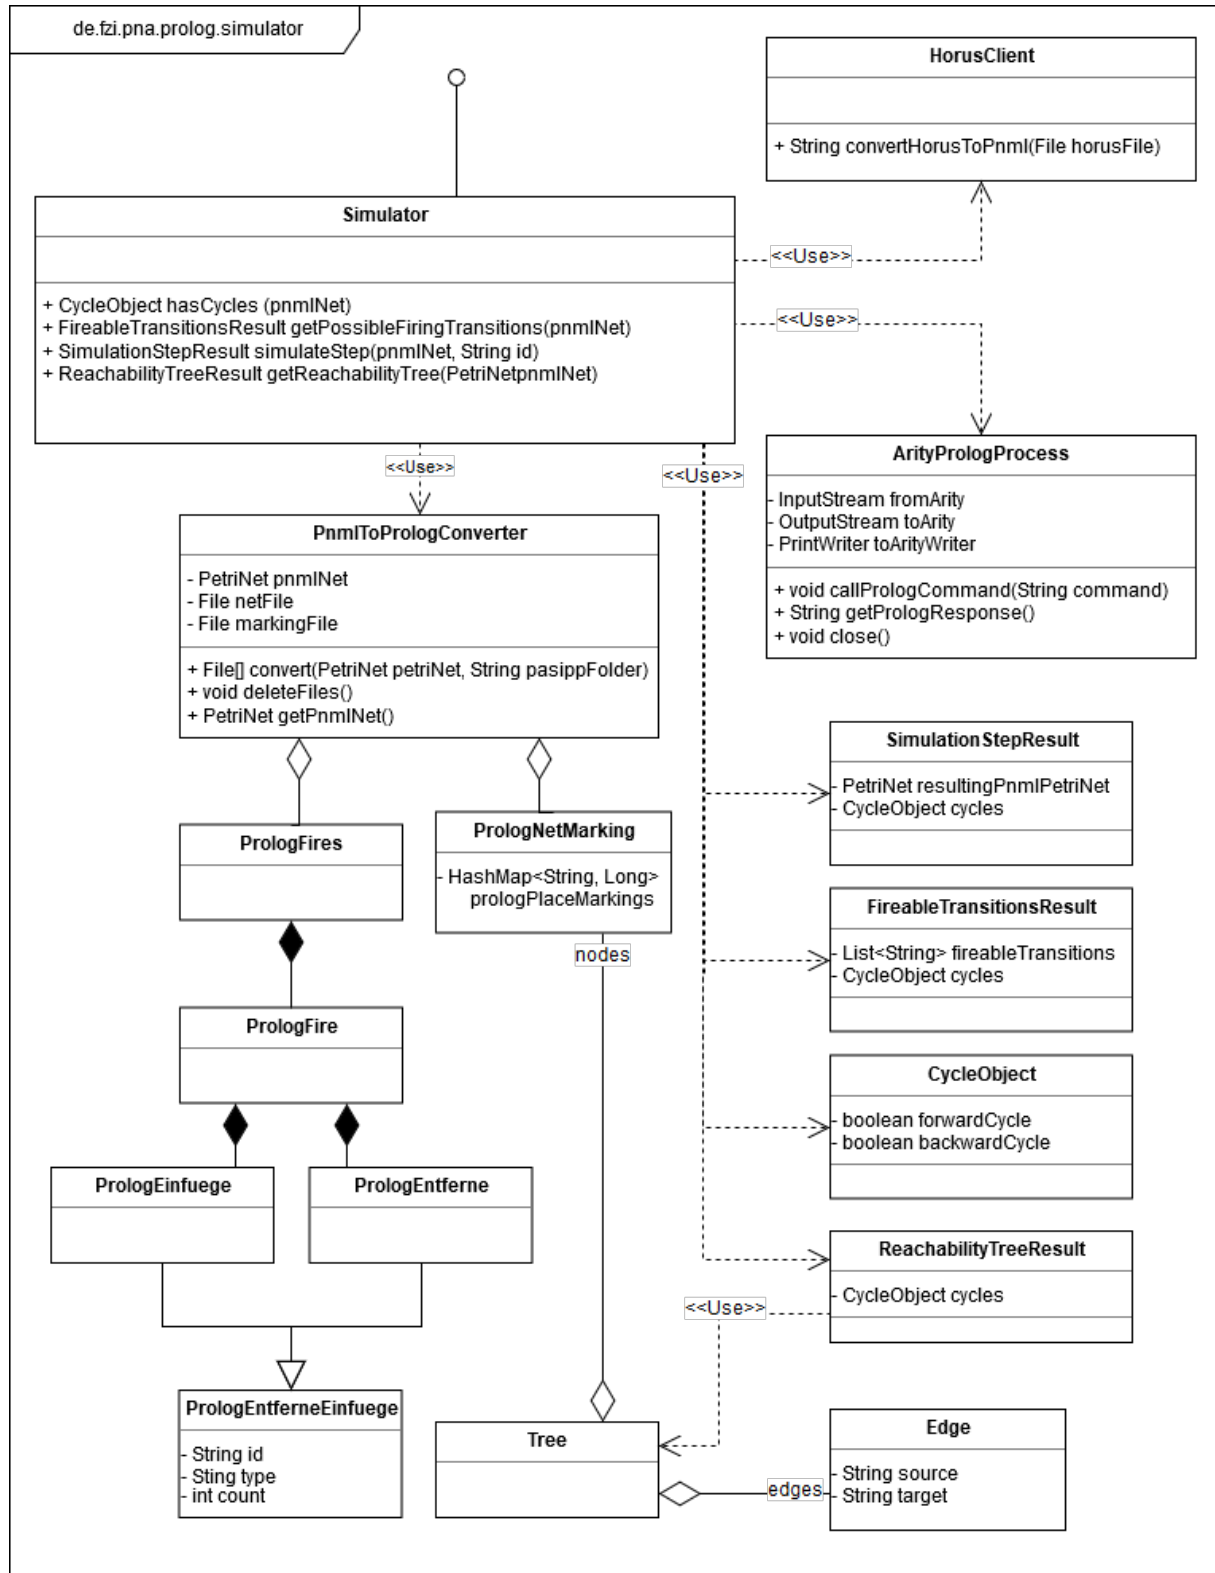 de.fzi.pna.prolog.simulator
HorusClient
+ String convertHorusToPnml(File horusFile)
Simulator
+ CycleObject hasCycles (pnmlNet)
+ FireableTransitionsResult getPossibleFiringTransitions(pnmlNet)
+ SimulationStepResult simulateStep(pnmlNet, String id)
+ ReachabilityTreeResult getReachabilityTree(PetriNetpnmlNet)
<<Use>>
<<Use>>
<<Use>>
<<Use>>
ArityPrologProcess
- InputStream fromArity
- OutputStream toArity
- PrintWriter toArityWriter
+ void callPrologCommand(String command)
+ String getPrologResponse()
+ void close()
PnmlToPrologConverter
- PetriNet pnmlNet
- File netFile
- File markingFile
+ File[] convert(PetriNet petriNet, String pasippFolder)
+ void deleteFiles()
+ PetriNet getPnmlNet()
SimulationStepResult
- PetriNet resultingPnmlPetriNet
- CycleObject cycles
PrologFires
PrologNetMarking
- HashMap<String, Long>
prologPlaceMarkings
nodes
FireableTransitionsResult
- List<String> fireableTransitions
- CycleObject cycles
PrologFire
CycleObject
- boolean forwardCycle
- boolean backwardCycle
PrologEinfuege
PrologEntferne
ReachabilityTreeResult
- CycleObject cycles
<<Use>>
PrologEntferneEinfuege
- String id
- Sting type
- int count
Tree
edges
Edge
- String source
- String target